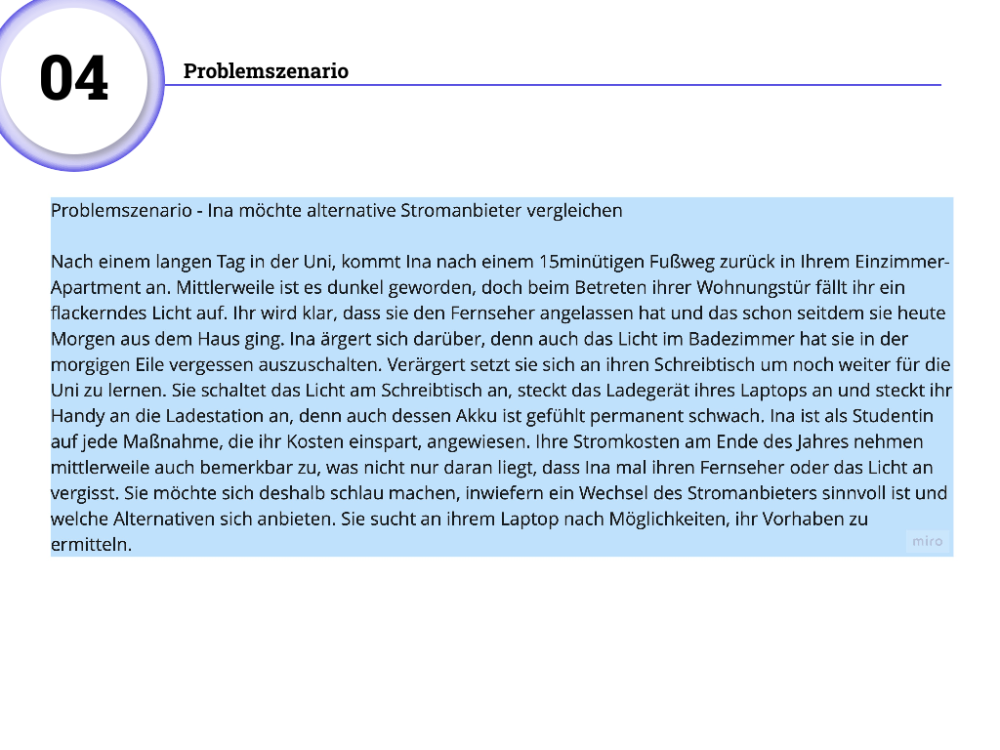 04
Problemszenario
Problemszenario - Ina möchte alternative Stromanbieter vergleichen
Nach einem langen Tag in der Uni, kommt Ina nach einem 15minütigen Fußweg zurück in Ihrem Einzimmer-
Apartment an. Mittlerweile ist es dunkel geworden, doch beim Betreten ihrer Wohnungstür fällt ihr ein
flackerndes Licht auf. Ihr wird klar, dass sie den Fernseher angelassen hat und das schon seitdem sie heute
Morgen aus dem Haus ging. Ina ärgert sich darüber, denn auch das Licht im Badezimmer hat sie in der
morgigen Eile vergessen auszuschalten. Verärgert setzt sie sich an ihren Schreibtisch um noch weiter für die
Uni zu lernen. Sie schaltet das Licht am Schreibtisch an, steckt das Ladegerät ihres Laptops an und steckt ihr
Handy an die Ladestation an, denn auch dessen Akku ist gefühlt permanent schwach. Ina ist als Studentin
auf jede Maßnahme, die ihr Kosten einspart, angewiesen. Ihre Stromkosten am Ende des Jahres nehmen
mittlerweile auch bemerkbar zu, was nicht nur daran liegt, dass Ina mal ihren Fernseher oder das Licht an
vergisst. Sie möchte sich deshalb schlau machen, inwiefern ein Wechsel des Stromanbieters sinnvoll ist und
welche Alternativen sich anbieten. Sie sucht an ihrem Laptop nach Möglichkeiten, ihr Vorhaben zu
ermitteln.
miro